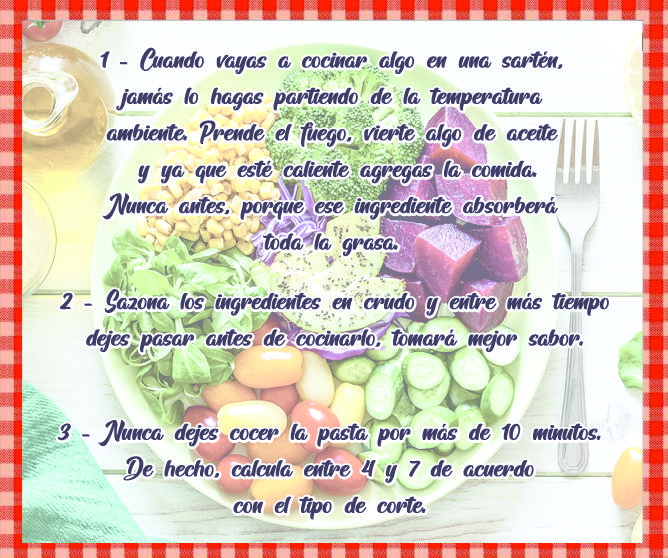 1 - Cuando vayas a cocinar algo en una sartén,
jamás lo hagas partiendo de la temperatura
ambiente. Prende el fuego, vierte algo de aceite
y ya que esté caliente agregas la comida.
Nunca antes, porque ese ingrediente absorberá
toda la grasa.
2 - Sazona los ingredientes en crudo y entre más tiempo
dejes pasar antes de cocinarlo, tomará mejor sabor.
3 - Nunca dejes cocer la pasta por más de 10 minutos.
De hecho, calcula entre 4 y 7 de acuerdo
con el tipo de corte.